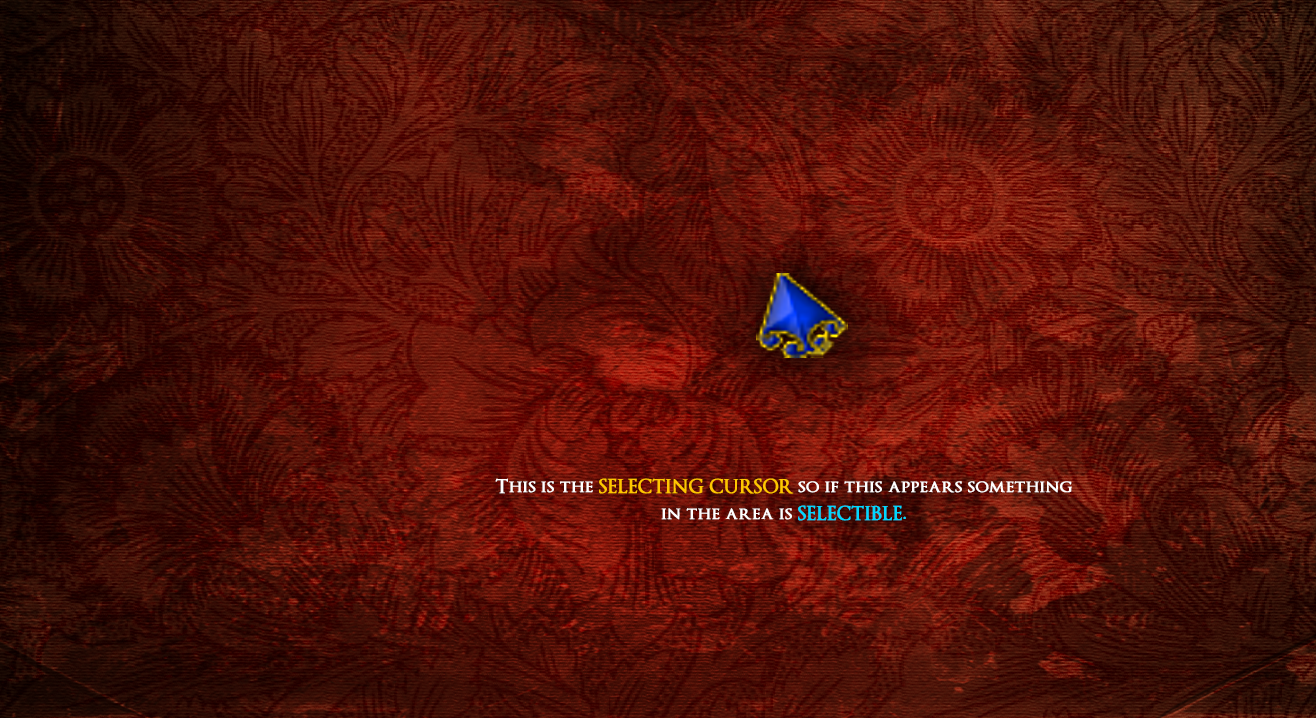 This is the SELECTING CURSOR so if this appears something
in the area is SELECTIBLE.